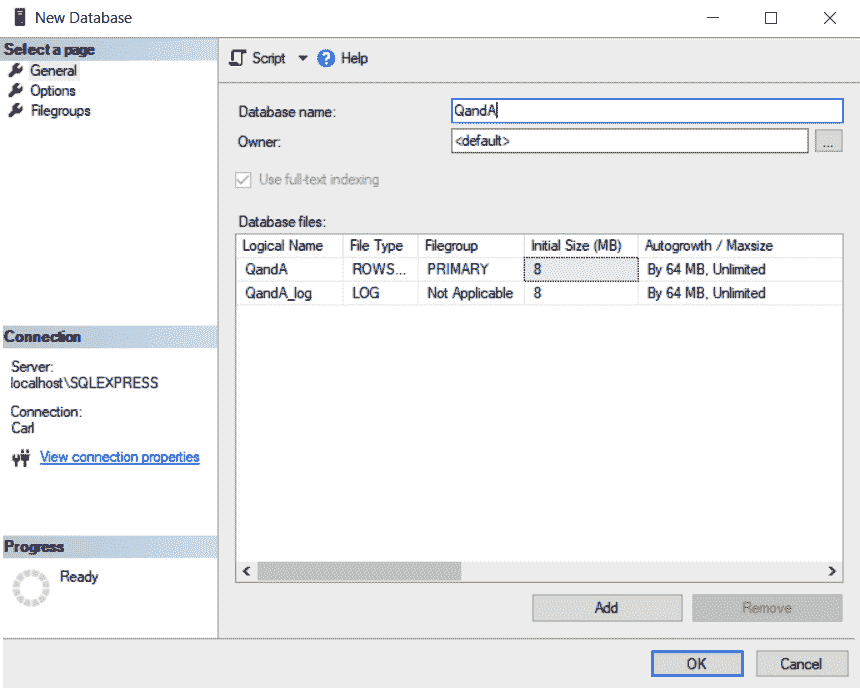 New Database
Select a page
General
Options
Filegroups
Script
Help
Database name:
QandA
Owner:
<default>
...
Use full-text indexing
Database files:
Logical Name File Type Filegroup Initial Size (MB) Autogrowth / Maxsize
QandA ROWS... PRIMARY 8 By 64 MB, Unlimited
QandA_log LOG Not Applicable 8 By 64 MB, Unlimited
Connection
Server:
localhost\SQLEXPRESS
Connection:
Carl
View connection properties
Progress
Ready
Add
Remove
OK
Cancel